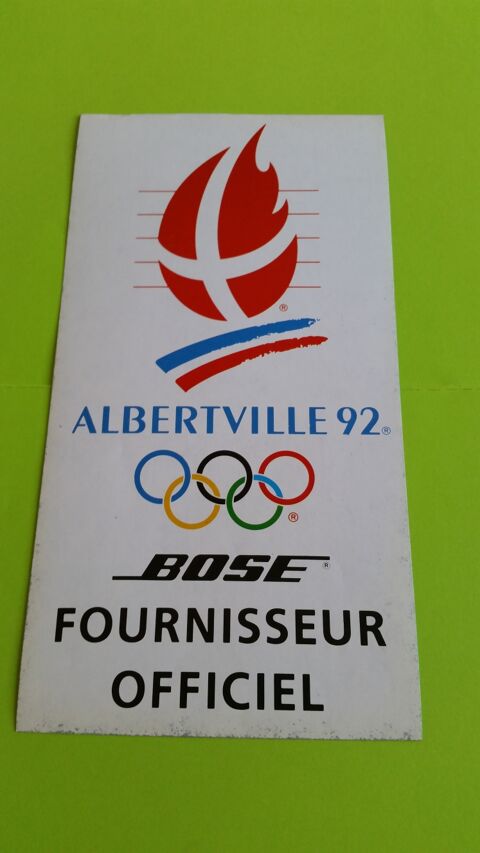 ®
ALBERTVILLE 92®
®
BOSE®
FOURNISSEUR
OFFICIEL